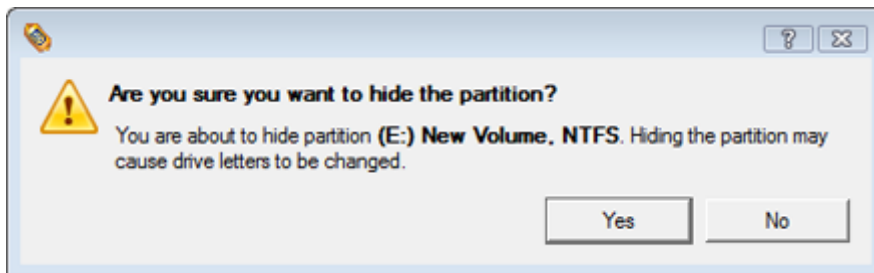 Are you sure you want to hide the partition?
You are about to hide partition (E:) New Volume, NTFS. Hiding the partition may
cause drive letters to be changed.
Yes No